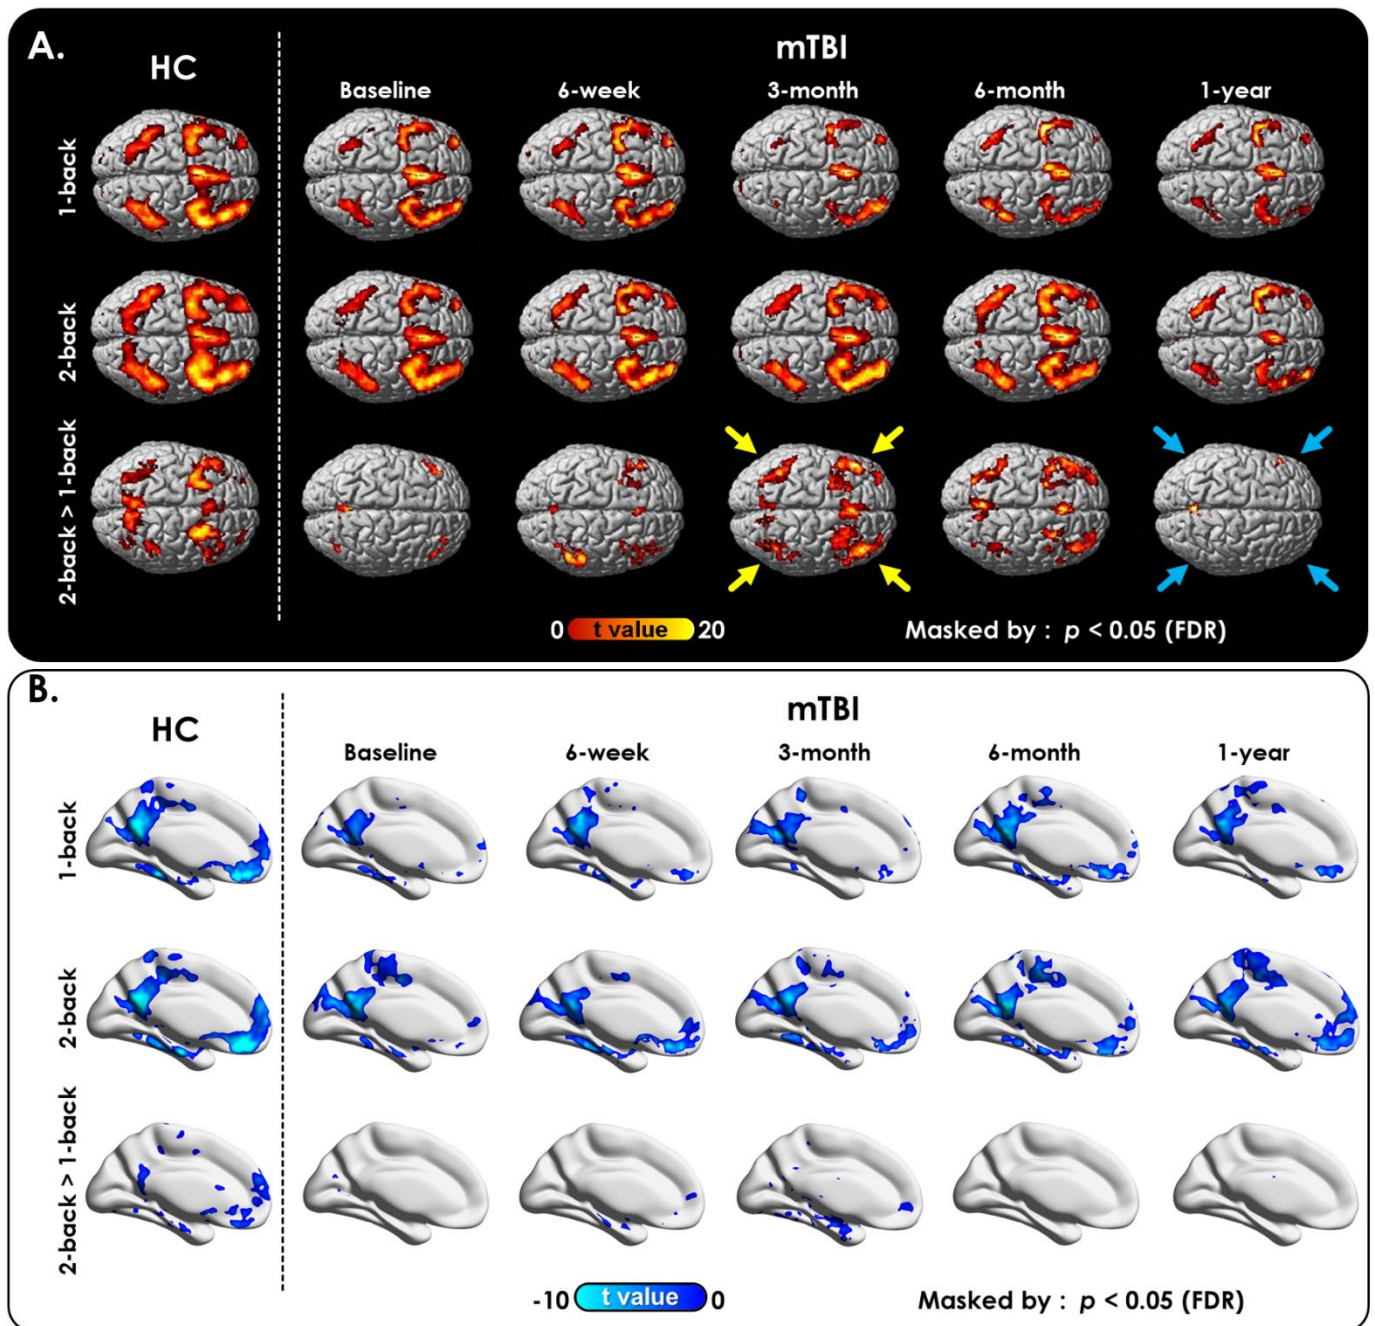 A.
HC
mTBI
Baseline
6-week
3-month
6-month
1-year
1-back
2-back
2-back > 1-back
0 t value 20
Masked by : p < 0.05 (FDR)
B.
HC
mTBI
Baseline
6-week
3-month
6-month
1-year
1-back
2-back
2-back > 1-back
-10 t value 0
Masked by : p < 0.05 (FDR)